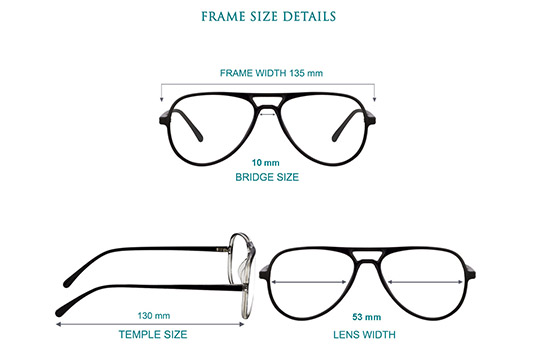 FRAME SIZE DETAILS
FRAME WIDTH 135 mm
10 mm
BRIDGE SIZE
130 mm
TEMPLE SIZE
53 mm
LENS WIDTH